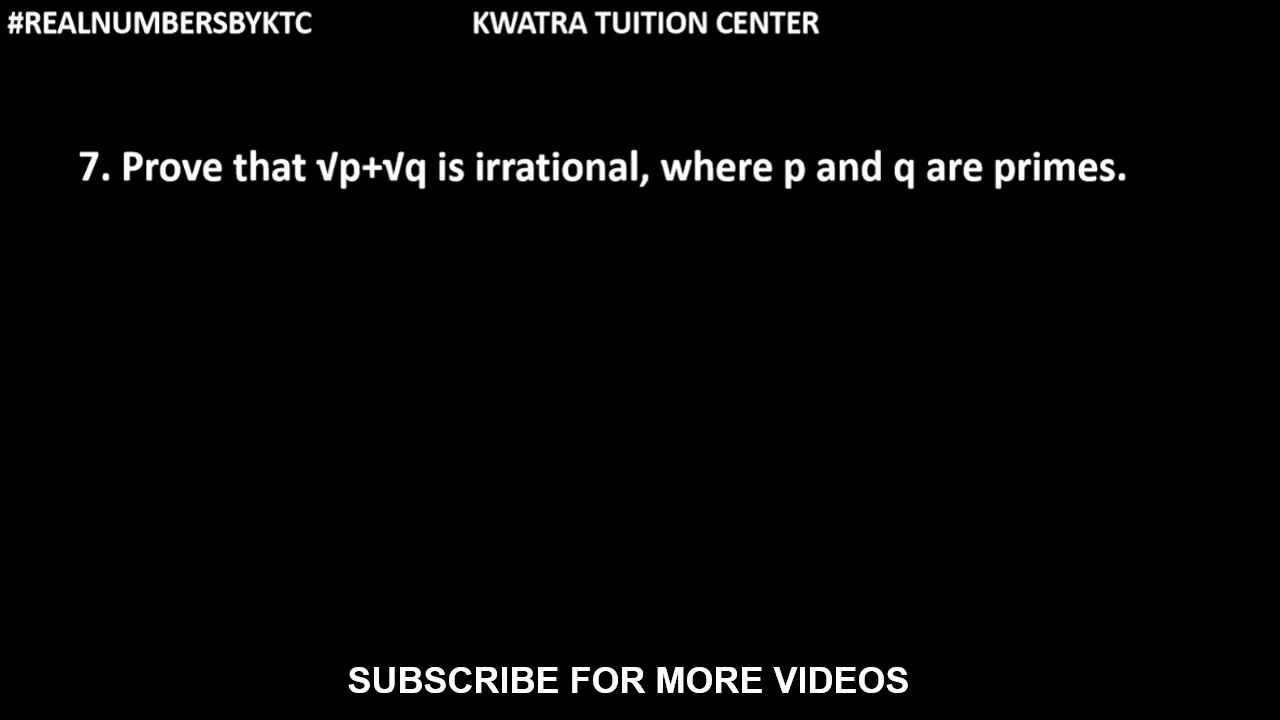 #REALNUMBERSBYKTC
KWATRA TUITION CENTER
7. Prove that √p+√q is irrational, where p and q are primes.
SUBSCRIBE FOR MORE VIDEOS